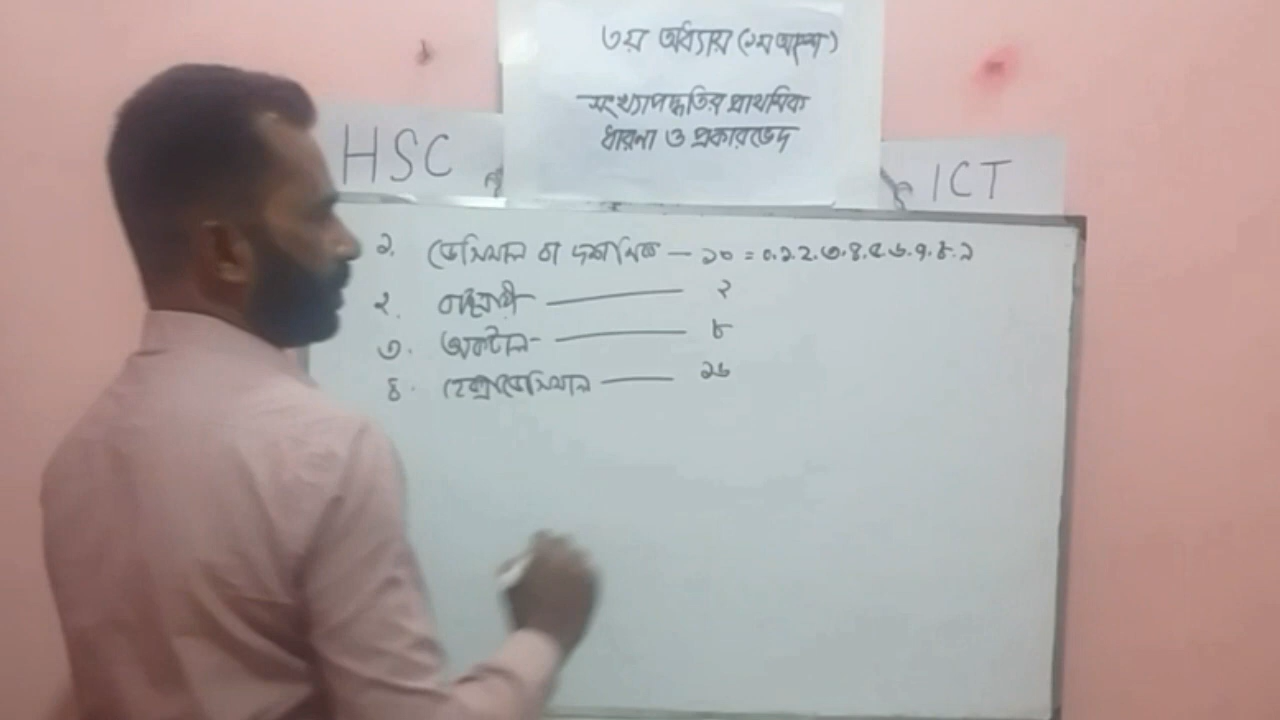 ৩য় অধ্যায় (১ম অংশ)
সংখ্যাপদ্ধতির প্রাথমিক
ধারনা ও প্রকারভেদ
HSC
ICT
১. ডেসিমাল বা দশমিক — ১০ = ০.১.২.৩.৪.৫.৬.৭.৮.৯
২. বাইনারী — ২
৩. অকটাল — ৮
৪. হেক্সাডেসিমাল — ১৬